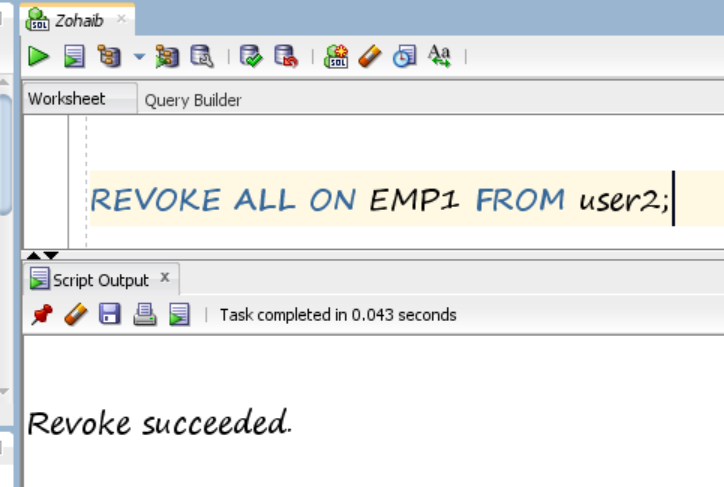 Zohaib
Worksheet Query Builder
REVOKE ALL ON EMP1 FROM user2;
Script Output
Task completed in 0.043 seconds
Revoke succeeded.